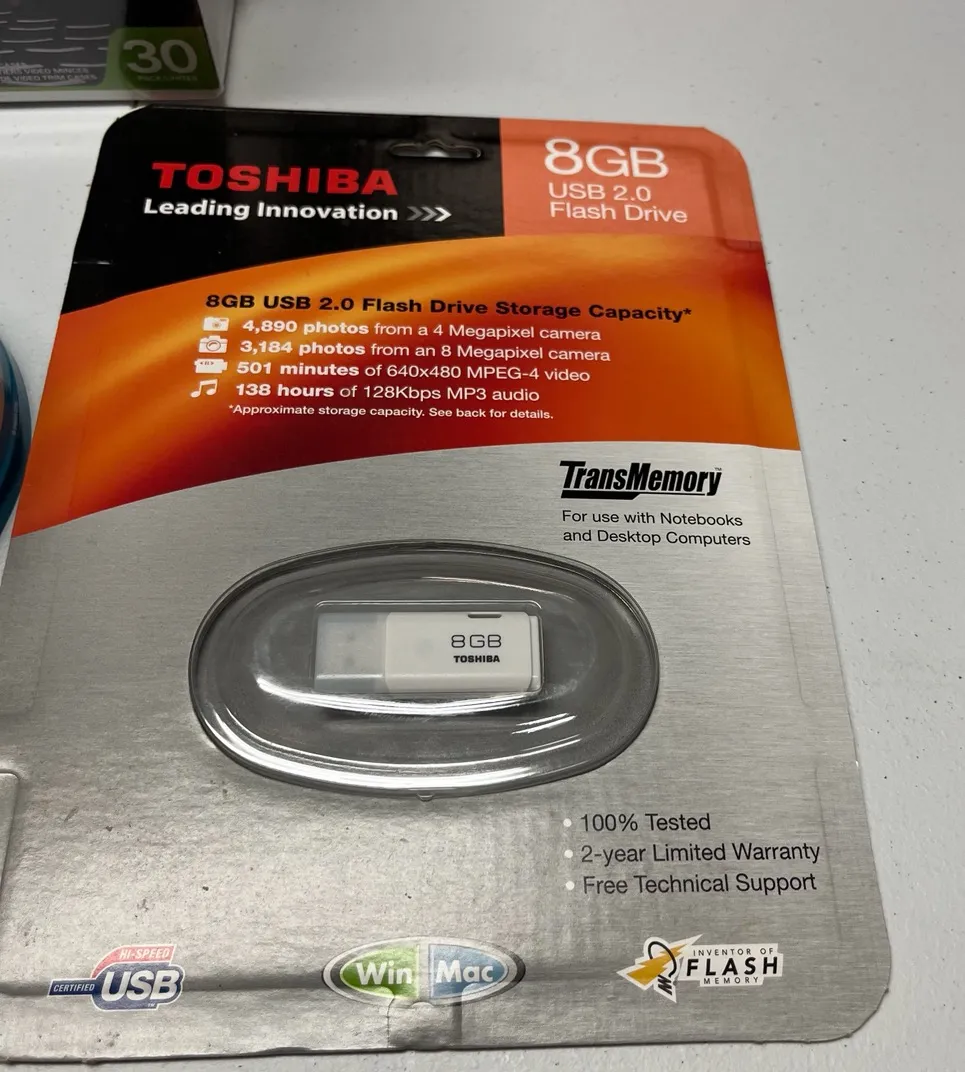 30
TOSHIBA
Leading Innovation >>>
8GB
USB 2.0
Flash Drive
8GB USB 2.0 Flash Drive Storage Capacity*
4,890 photos from a 4 Megapixel camera
3,184 photos from an 8 Megapixel camera
501 minutes of 640x480 MPEG-4 video
138 hours of 128Kbps MP3 audio
*Approximate storage capacity. See back for details.
TransMemory
For use with Notebooks
and Desktop Computers
8GB
TOSHIBA
• 100% Tested
• 2-year Limited Warranty
• Free Technical Support
HI-SPEED
CERTIFIED USB
Win Mac
INVENTOR OF
FLASH
MEMORY